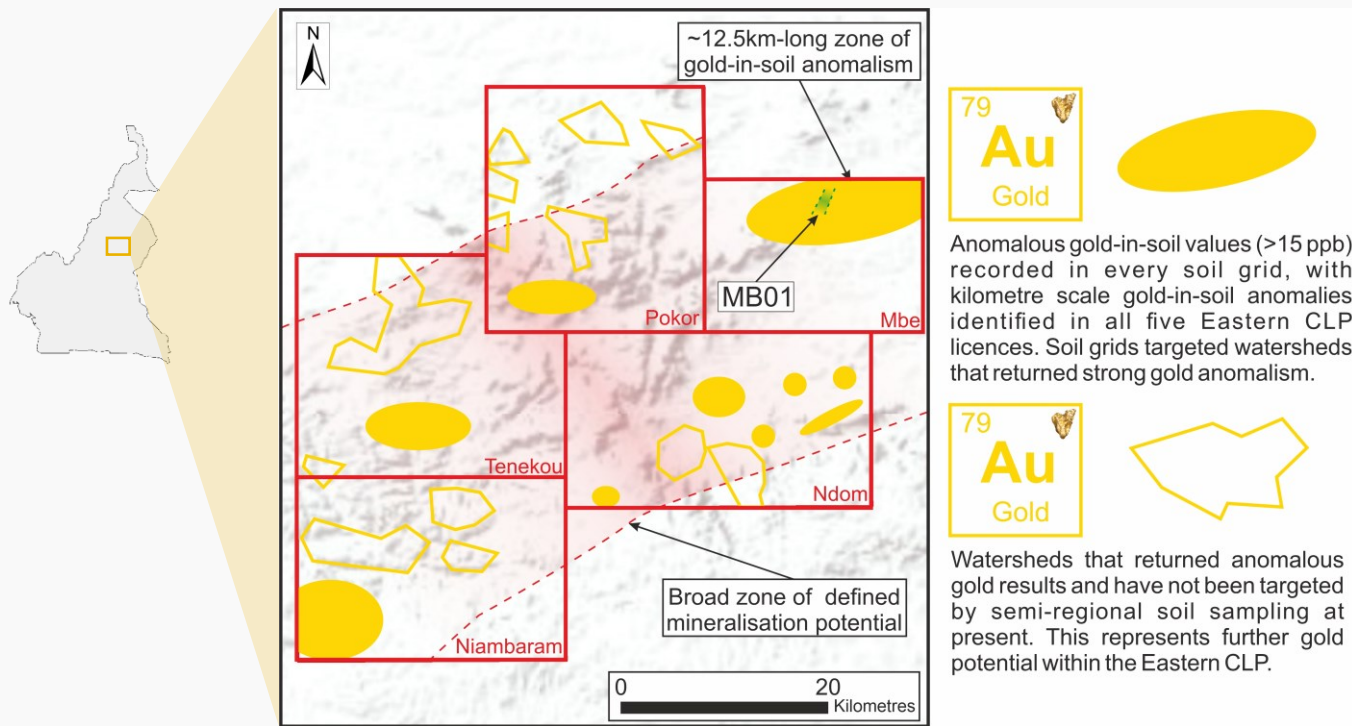 N
~12.5km-long zone of
gold-in-soil anomalism
MB01
Pokor
Mbe
Tenekou
Ndom
Niambaram
Broad zone of defined
mineralisation potential
0 20
Kilometres
79
Au
Gold
Anomalous gold-in-soil values (>15 ppb)
recorded in every soil grid, with
kilometre scale gold-in-soil anomalies
identified in all five Eastern CLP
licences. Soil grids targeted watersheds
that returned strong gold anomalism.
79
Au
Gold
Watersheds that returned anomalous
gold results and have not been targeted
by semi-regional soil sampling at
present. This represents further gold
potential within the Eastern CLP.